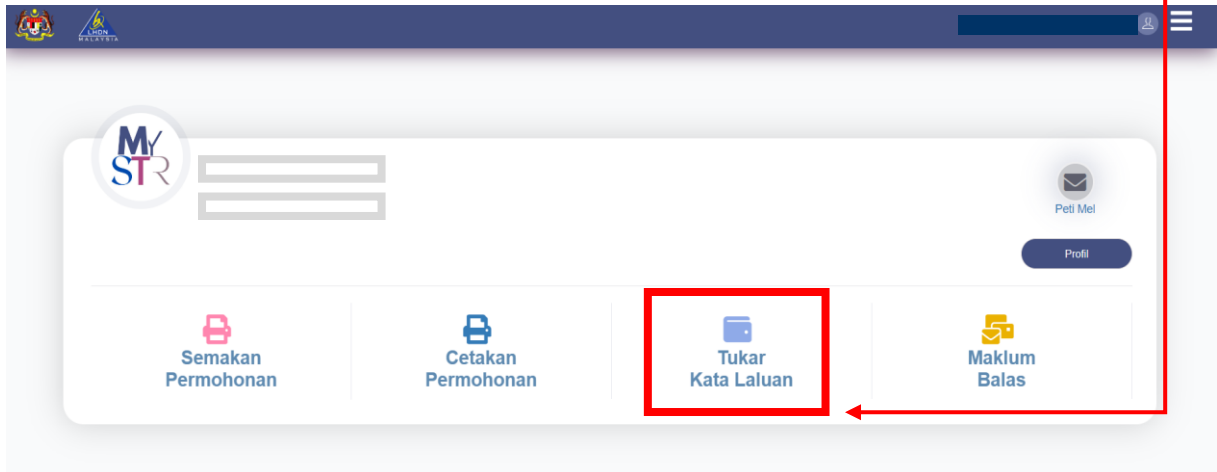 LHDN
MALAYSIA
MY
STR
Peti Mel
Profil
Semakan
Permohonan
Cetakan
Permohonan
Tukar
Kata Laluan
Maklum
Balas